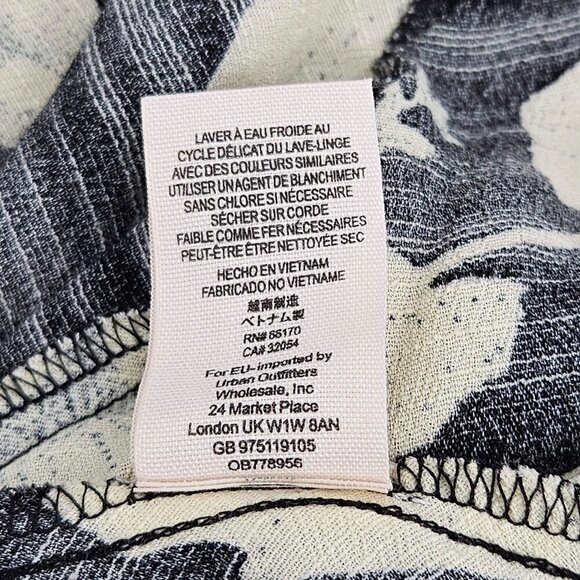 LAVER À EAU FROIDE AU
CYCLE DÉLICAT DU LAVE-LINGE
AVEC DES COULEURS SIMILAIRES
UTILISER UN AGENT DE BLANCHIMENT
SANS CHLORE SI NÉCESSAIRE
SÈCHER SUR CORDE
FAIBLE COMME FER NÉCESSAIRES
PEUT-ÊTRE ÊTRE NETTOYÉE SEC
HECHO EN VIETNAM
FABRICADO NO VIETNAME
越南制造
ベトナム製
RN# 66170
CA# 32054
For EU-imported by
Urban Outfitters
Wholesale, Inc
24 Market Place
London UK W1W 8AN
GB 975119105
OB778956